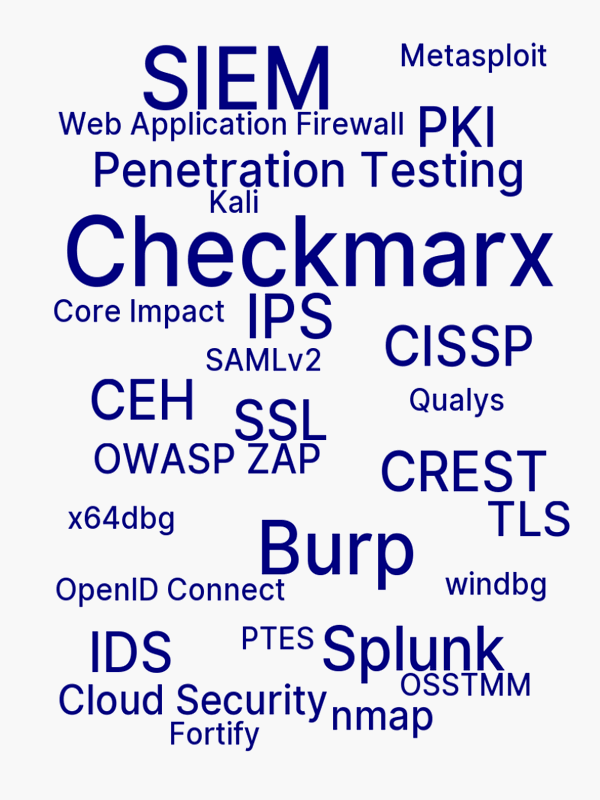 SIEM
Metasploit
Web Application Firewall
PKI
Penetration Testing
Kali
Checkmarx
Core Impact
IPS
CISSP
SAMLv2
CEH
Qualys
SSL
OWASP ZAP
CREST
x64dbg
TLS
Burp
OpenID Connect
windbg
IDS
PTES
Splunk
OSSTMM
Cloud Security
nmap
Fortify